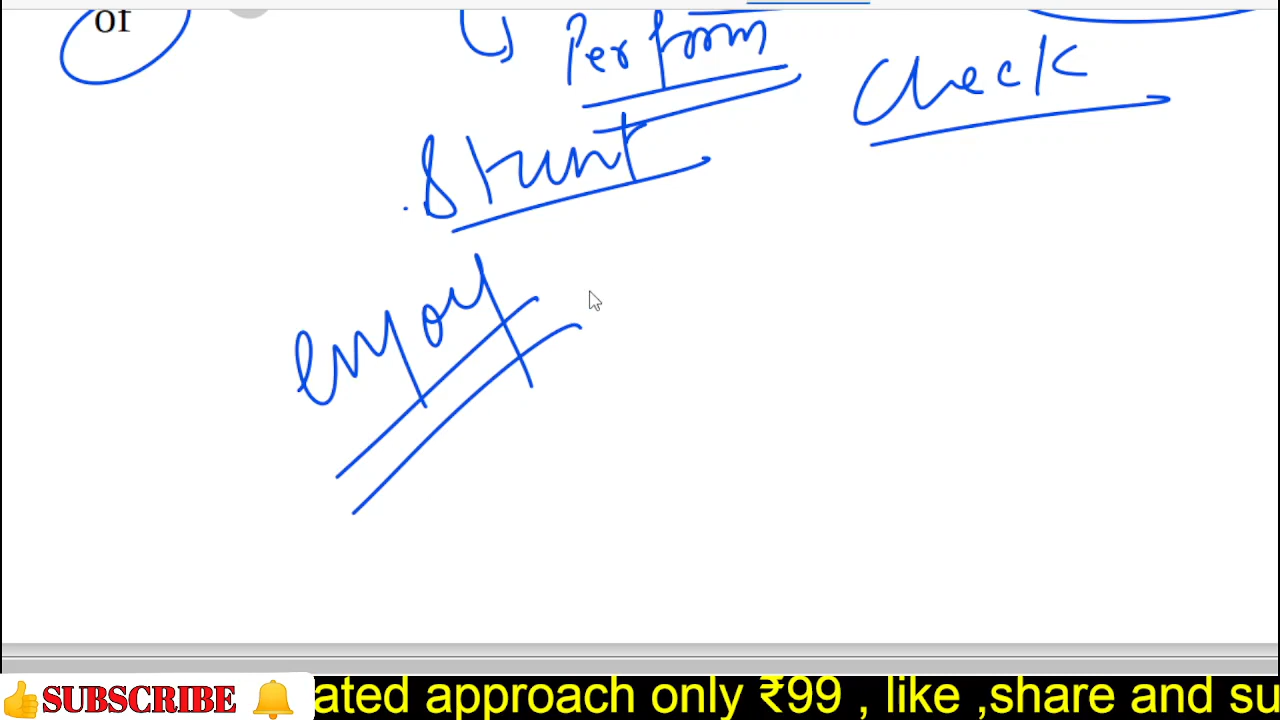 of
Perform
Check
Stunt
enjoy
SUBSCRIBE
ated approach only ₹99 , like ,share and su